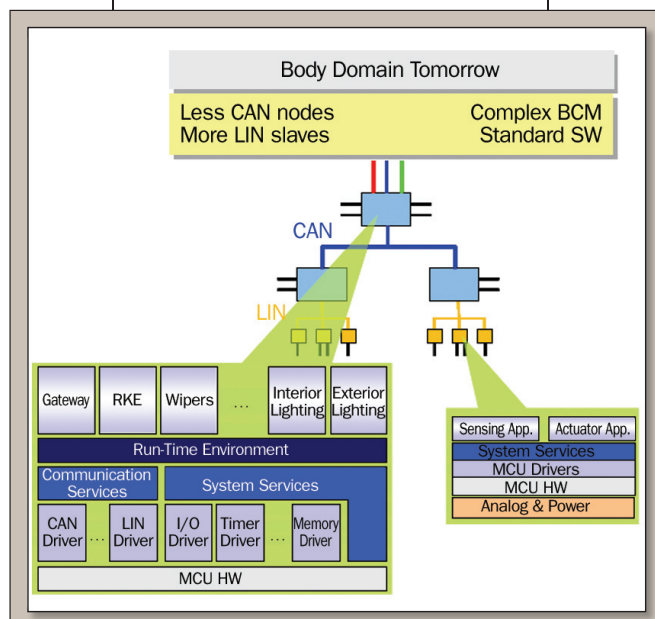 Body Domain Tomorrow
Less CAN nodes
More LIN slaves
Complex BCM
Standard SW
CAN
LIN
Gateway
RKE
Wipers
...
Interior
Lighting
Exterior
Lighting
Run-Time Environment
Communication
Services
System Services
CAN
Driver
...
LIN
Driver
I/O
Driver
Timer
Driver
...
Memory
Driver
MCU HW
Sensing App.
Actuator App.
System Services
MCU Drivers
MCU HW
Analog & Power